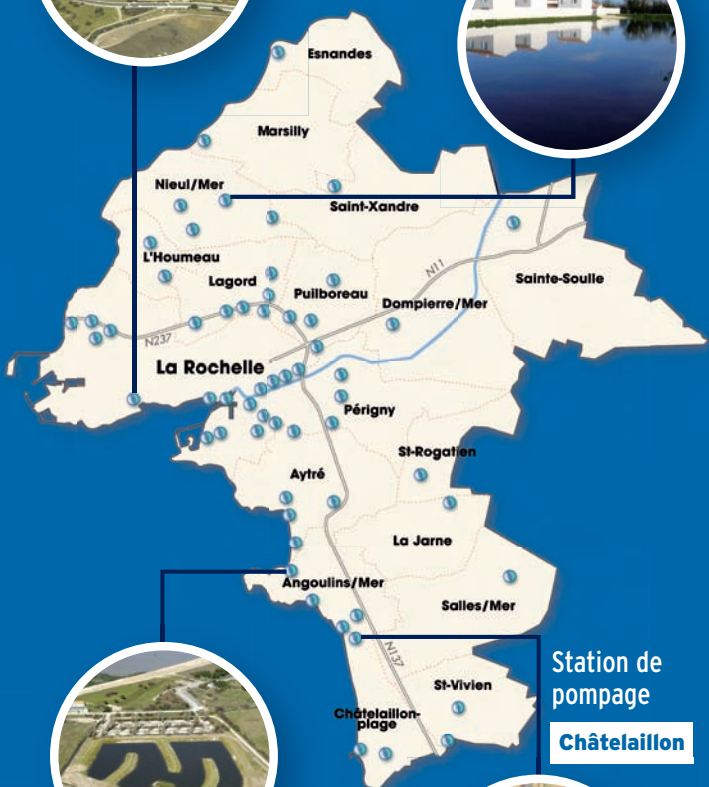 Esnandes
Marsilly
Nieul/Mer
Saint-Xandre
L'Houmeau
Lagord
Puilboreau
N11
Sainte-Soulle
Dompierre/Mer
N237
La Rochelle
Périgny
St-Rogatien
Aytré
La Jarne
Angoulins/Mer
Salles/Mer
N137
Station de
pompage
St-Vivien
Châtelaillon-
plage
Châtelaillon